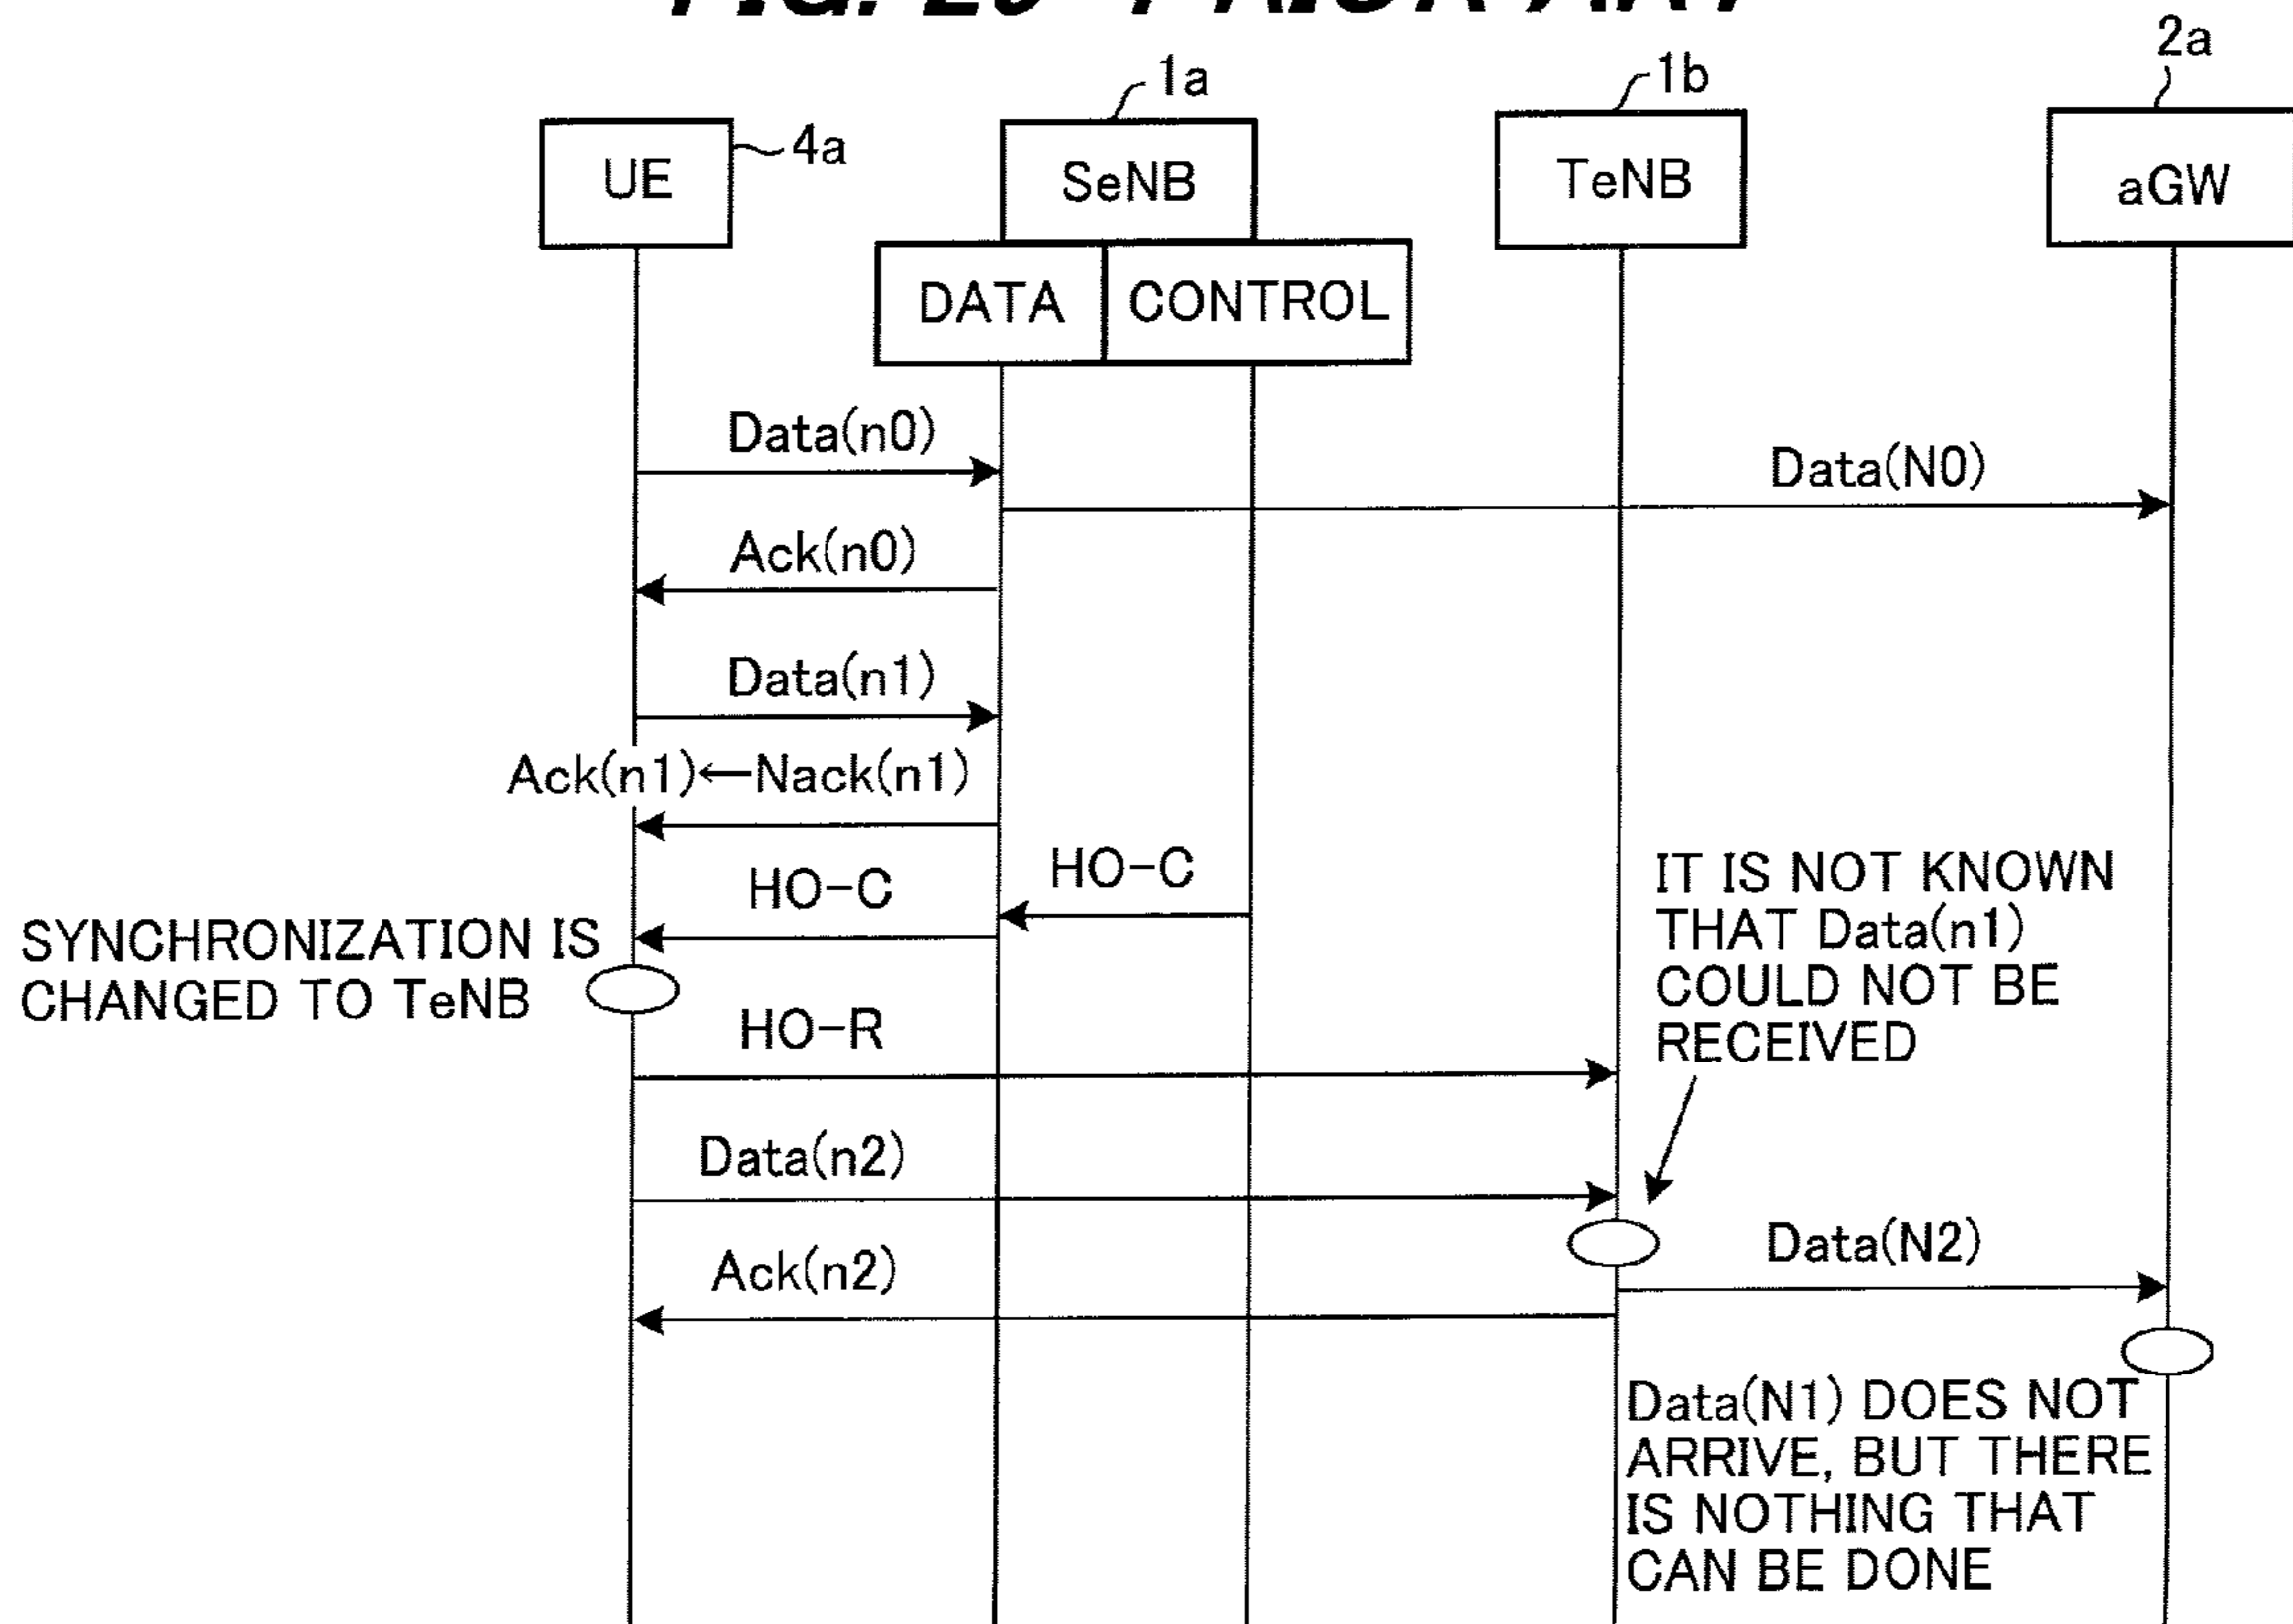 FIG. PRIOR ART
2a
1a
1b
4a
UE
SeNB
TeNB
aGW
DATA
CONTROL
Data(n0)
Data(N0)
Ack(n0)
Data(n1)
Ack(n1)←Nack(n1)
HO-C
HO-C
SYNCHRONIZATION IS
CHANGED TO TeNB
IT IS NOT KNOWN
THAT Data(n1)
COULD NOT BE
RECEIVED
HO-R
Data(n2)
Data(N2)
Ack(n2)
Data(N1) DOES NOT
ARRIVE, BUT THERE
IS NOTHING THAT
CAN BE DONE